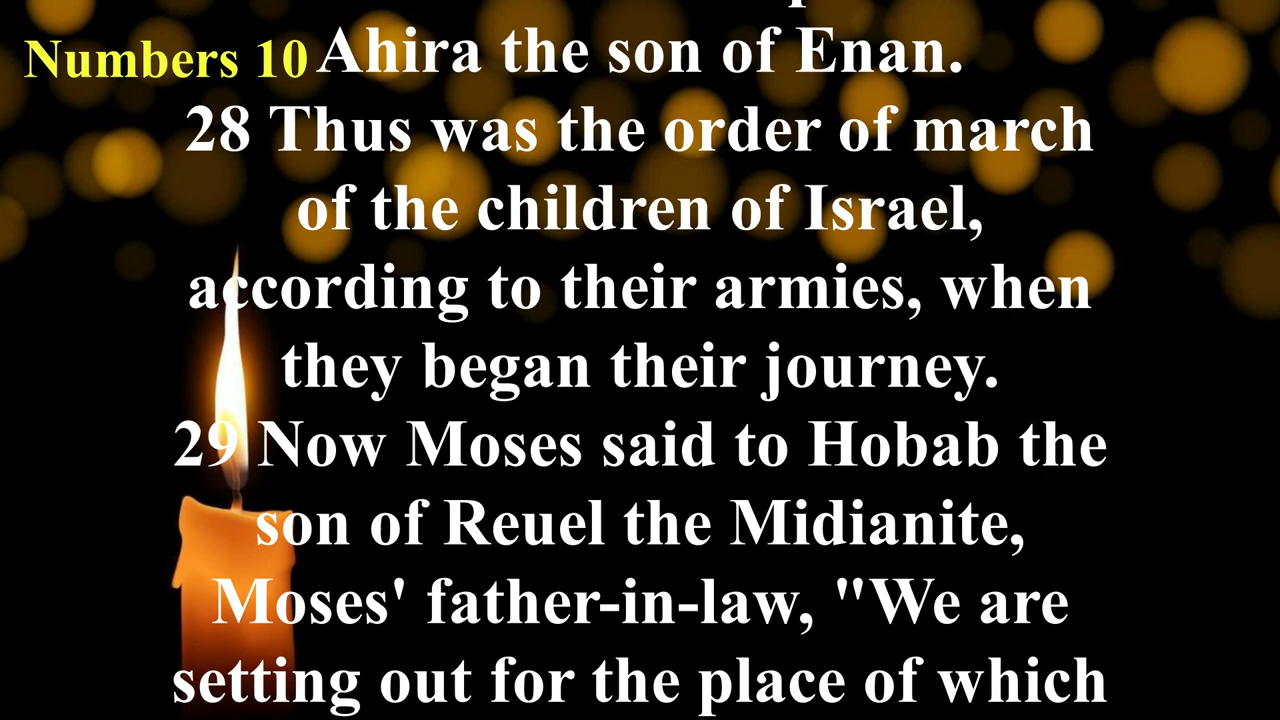 Numbers 10
Ahira the son of Enan.
28 Thus was the order of march
of the children of Israel,
according to their armies, when
they began their journey.
29 Now Moses said to Hobab the
son of Reuel the Midianite,
Moses' father-in-law, "We are
setting out for the place of which